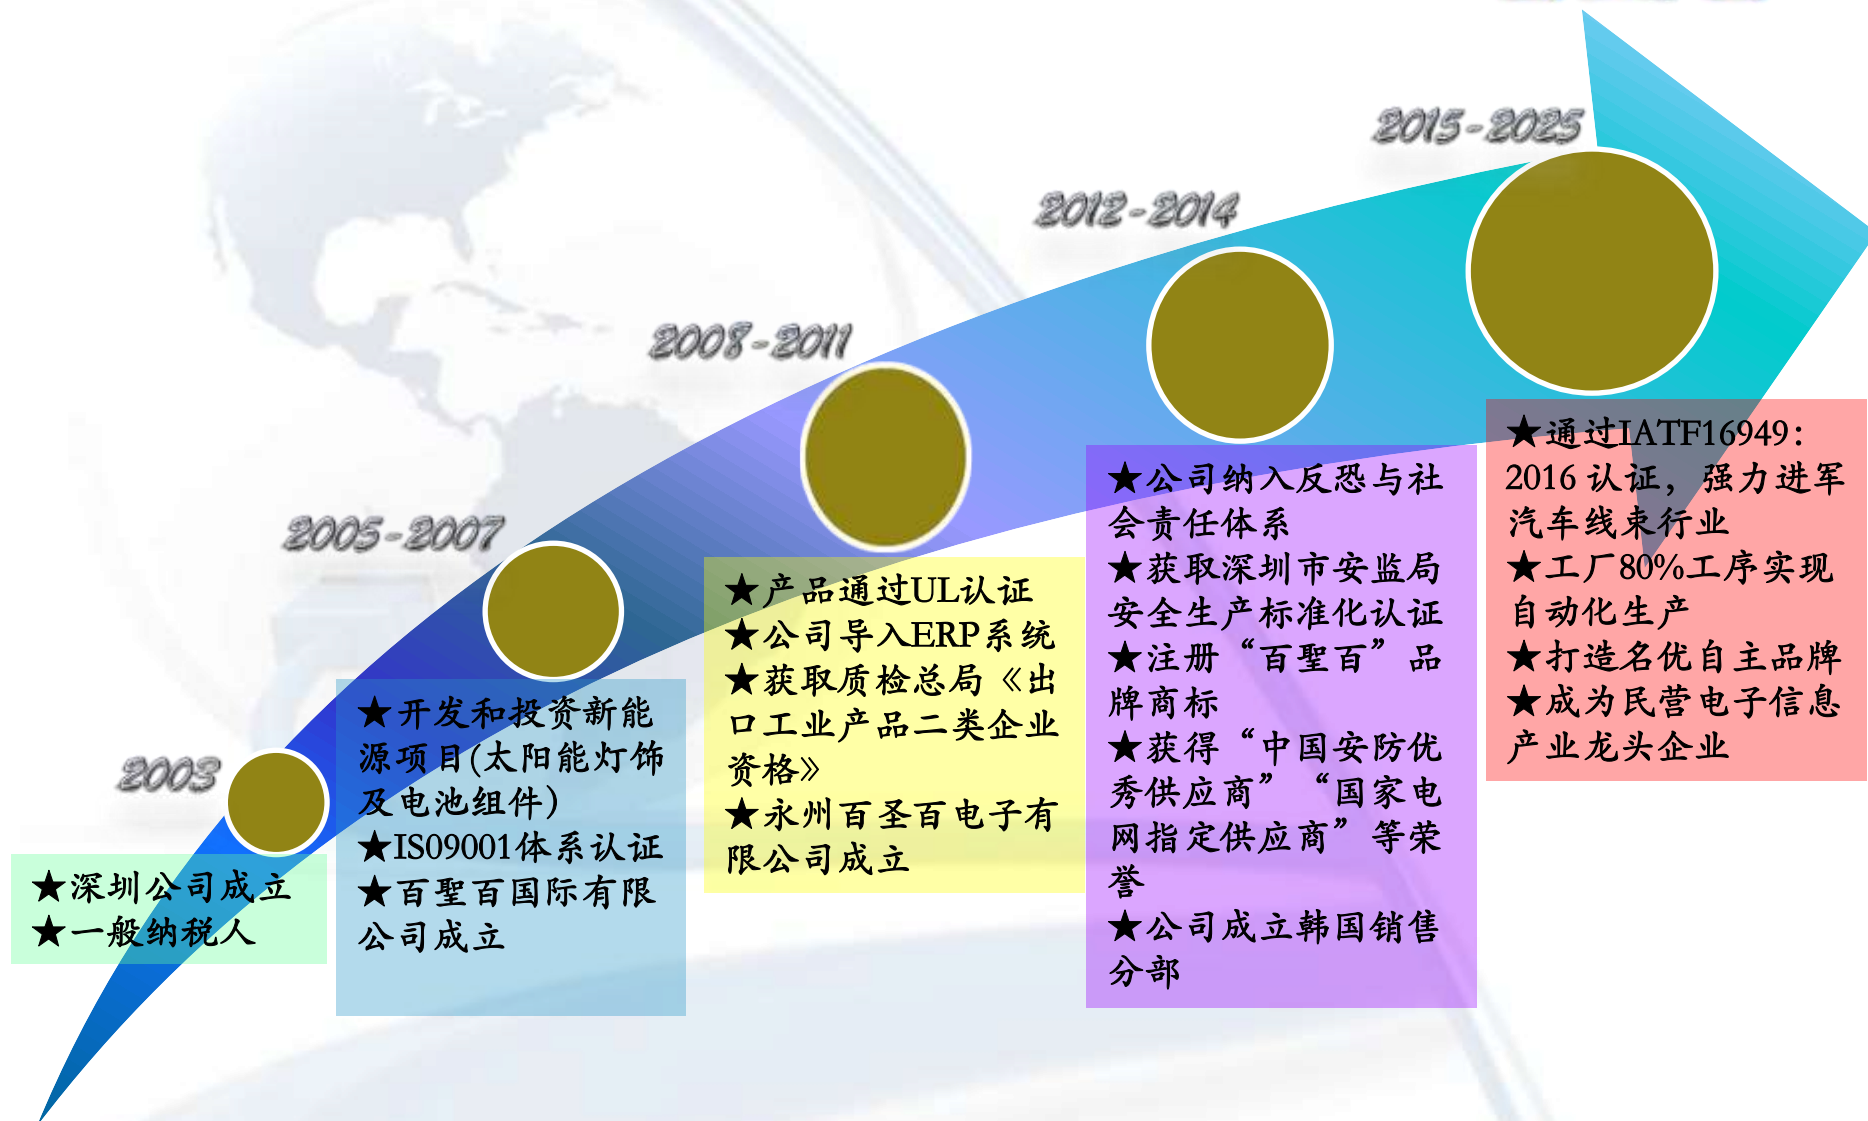 2003
★深圳公司成立
★一般纳税人
2005-2007
★开发和投资新能
源项目(太阳能灯饰
及电池组件)
★IS09001体系认证
★百聖百国际有限
公司成立
2008-2011
★产品通过UL认证
★公司导入ERP系统
★获取质检总局《出
口工业产品二类企业
资格》
★永州百圣百电子有
限公司成立
2012-2014
★公司纳入反恐与社
会责任体系
★获取深圳市安监局
安全生产标准化认证
★注册“百聖百”品
牌商标
★获得“中国安防优
秀供应商”“国家电
网指定供应商”等荣
誉
★公司成立韩国销售
分部
2015-2025
★通过IATF16949:
2016 认证，强力进军
汽车线束行业
★工厂80%工序实现
自动化生产
★打造名优自主品牌
★成为民营电子信息
产业龙头企业